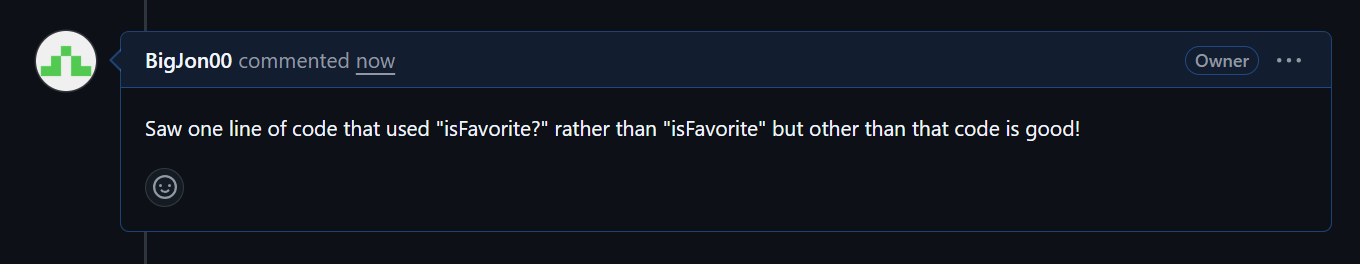 BigJon00 commented now Owner
Saw one line of code that used "isFavorite?" rather than "isFavorite" but other than that code is good!